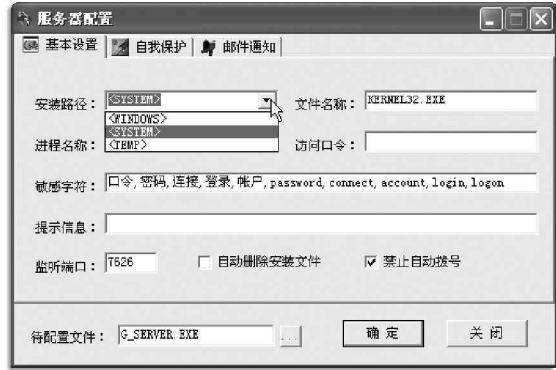 服务器配置
基本设置 自我保护 邮件通知
安装路径： <SYSTEM> 文件名称： KERNEL32.EXE
<WINDOWS>
<SYSTEM>
<TEMP>
进程名称： 访问口令：
敏感字符： 口令,密码,连接,登录,帐户,password,connect,account,login,logon
提示信息：
监听端口： 7626 自动删除安装文件 禁止自动拨号
待配置文件： G_SERVER.EXE ... 确定 关闭